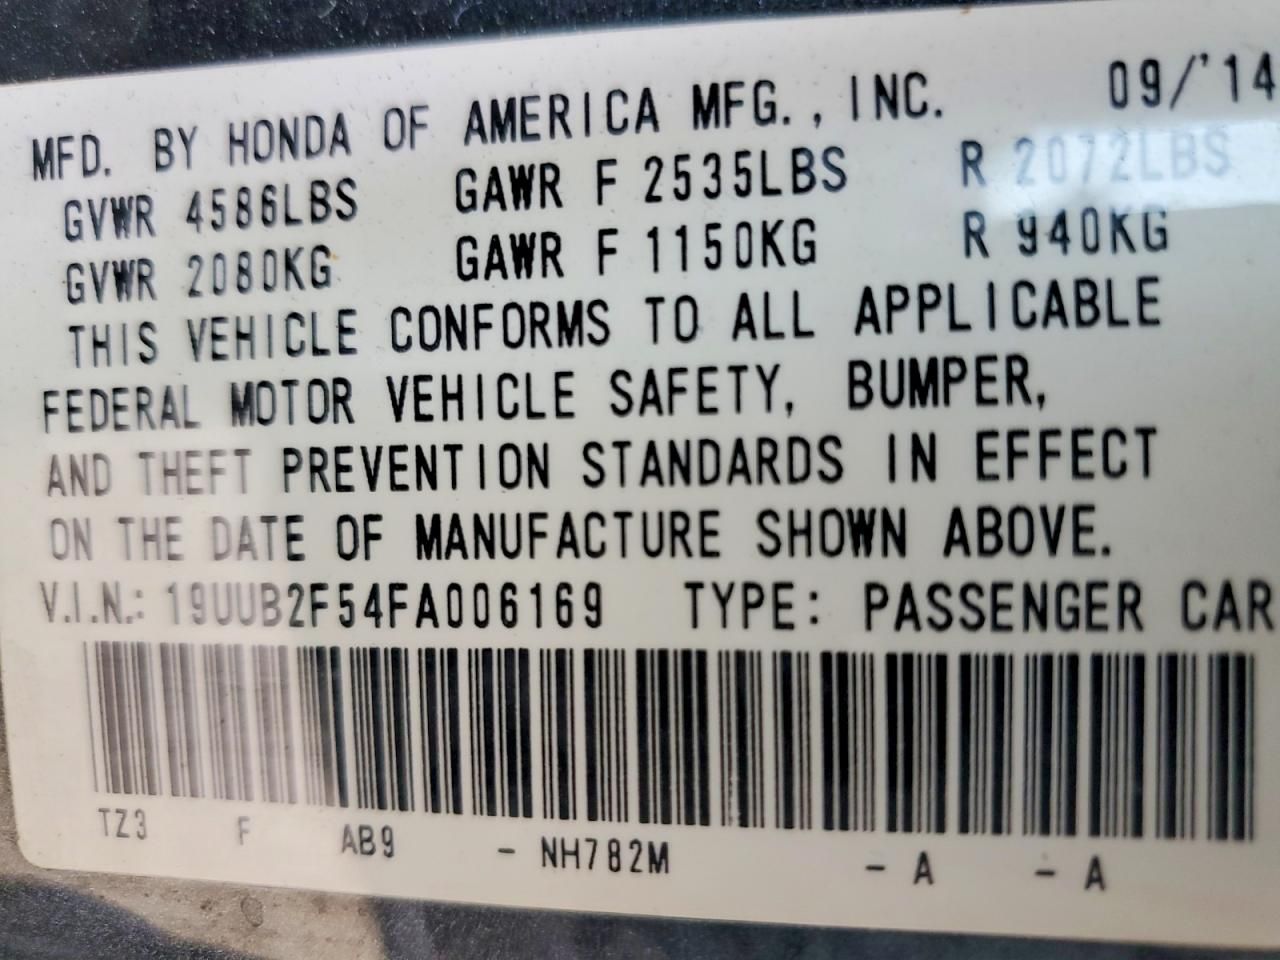 MFD. BY HONDA OF AMERICA MFG., INC. 09/'14
GVWR 4586LBS GAWR F 2535LBS R 2072LBS
GVWR 2080KG GAWR F 1150KG R 940KG
THIS VEHICLE CONFORMS TO ALL APPLICABLE
FEDERAL MOTOR VEHICLE SAFETY, BUMPER,
AND THEFT PREVENTION STANDARDS IN EFFECT
ON THE DATE OF MANUFACTURE SHOWN ABOVE.
V.I.N.: 19UUB2F54FA006169 TYPE: PASSENGER CAR
TZ3 F AB9 - NH782M - A - A